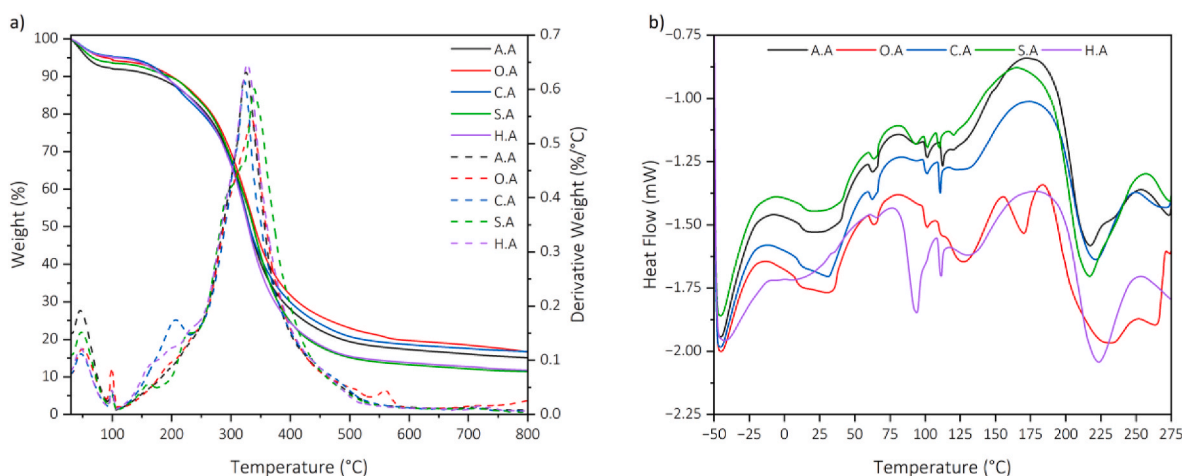 a)
100
90
80
70
60
50
40
30
20
10
0
Weight (%)
100 200 300 400 500 600 700 800
Temperature (°C)
0.7
0.6
0.5
0.4
0.3
0.2
0.1
0.0
Derivative Weight (%/°C)
A.A
O.A
C.A
S.A
H.A
A.A
O.A
C.A
S.A
H.A
b)
−0.75
−1.00
−1.25
−1.50
−1.75
−2.00
−2.25
Heat Flow (mW)
A.A O.A C.A S.A H.A
−50 −25 0 25 50 75 100 125 150 175 200 225 250 275
Temperature (°C)